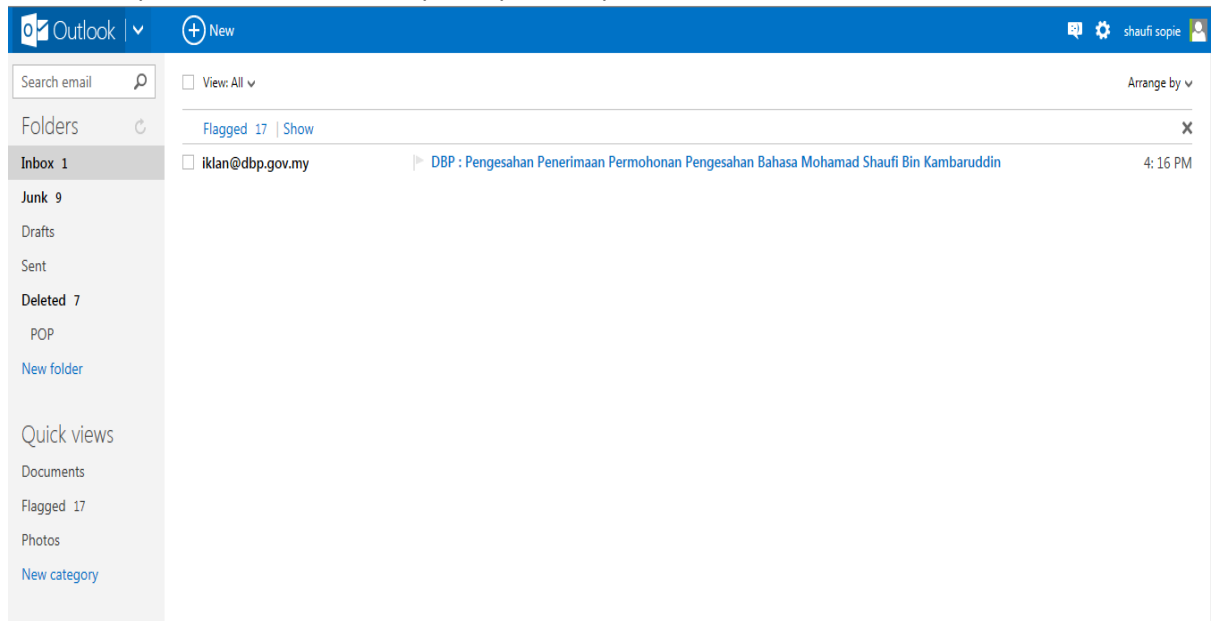 Outlook
New
shaufi sopie
Search email
View: All
Arrange by
Folders
Flagged 17 | Show
Inbox 1
iklan@dbp.gov.my DBP : Pengesahan Penerimaan Permohonan Pengesahan Bahasa Mohamad Shaufi Bin Kambaruddin 4: 16 PM
Junk 9
Drafts
Sent
Deleted 7
POP
New folder
Quick views
Documents
Flagged 17
Photos
New category